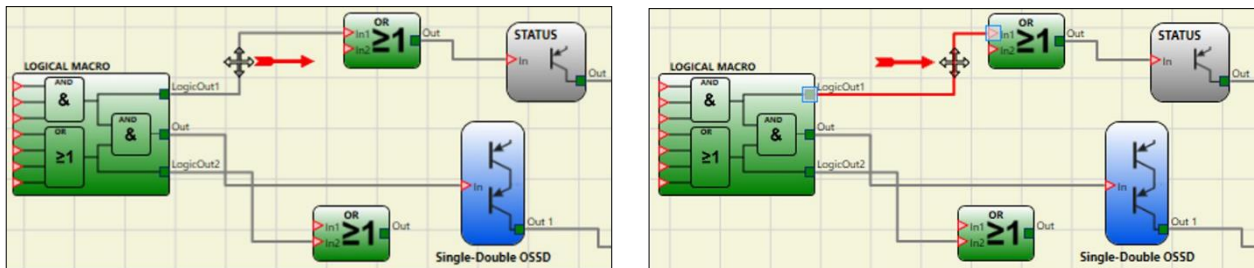 OR
In1
In2
≥1
Out
STATUS
In
Out
LOGICAL MACRO
AND
&
OR
≥1
AND
&
LogicOut1
Out
LogicOut2
In
Out 1
OR
In1
In2
≥1
Out
Single-Double OSSD
OR
In1
In2
≥1
Out
STATUS
In
Out
LOGICAL MACRO
AND
&
OR
≥1
AND
&
LogicOut1
Out
LogicOut2
In
Out 1
OR
In1
In2
≥1
Out
Single-Double OSSD